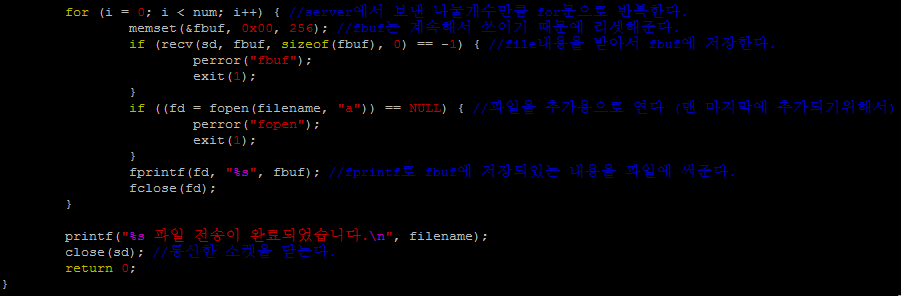 for (i = 0; i < num; i++) { //server에서 보낸 나눌개수만큼 for문으로 반복한다.
memset(&fbuf, 0x00, 256); //fbuf는 계속해서 쓰이기 때문에 리셋해준다.
if (recv(sd, fbuf, sizeof(fbuf), 0) == -1) { //file내용을 받아서 fbuf에 저장한다.
perror("fbuf");
exit(1);
}
if ((fd = fopen(filename, "a")) == NULL) { //파일을 추가용으로 연다 (맨 마지막에 추가되기위해서)
perror("fopen");
exit(1);
}
fprintf(fd, "%s", fbuf); //fprintf로 fbuf에 저장되있는 내용을 파일에 써준다.
fclose(fd);
}
printf("%s 파일 전송이 완료되었습니다.\n", filename);
close(sd); //통신한 소켓을 닫는다.
return 0;
}